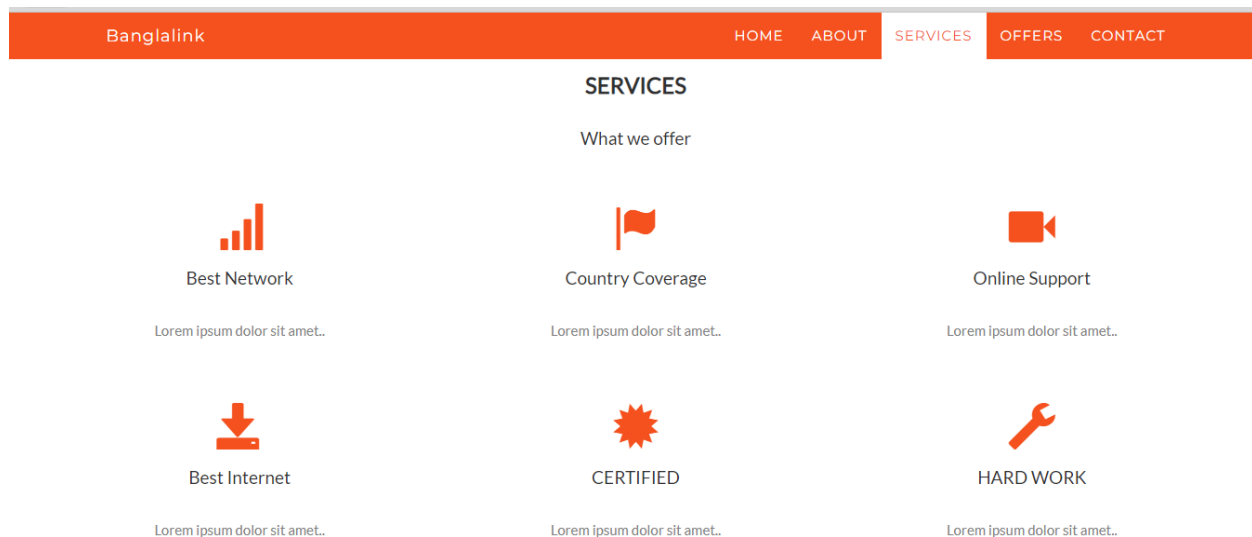 Banglalink HOME ABOUT SERVICES OFFERS CONTACT
SERVICES
What we offer
Best Network Country Coverage Online Support
Lorem ipsum dolor sit amet.. Lorem ipsum dolor sit amet.. Lorem ipsum dolor sit amet..
Best Internet CERTIFIED HARD WORK
Lorem ipsum dolor sit amet.. Lorem ipsum dolor sit amet.. Lorem ipsum dolor sit amet..